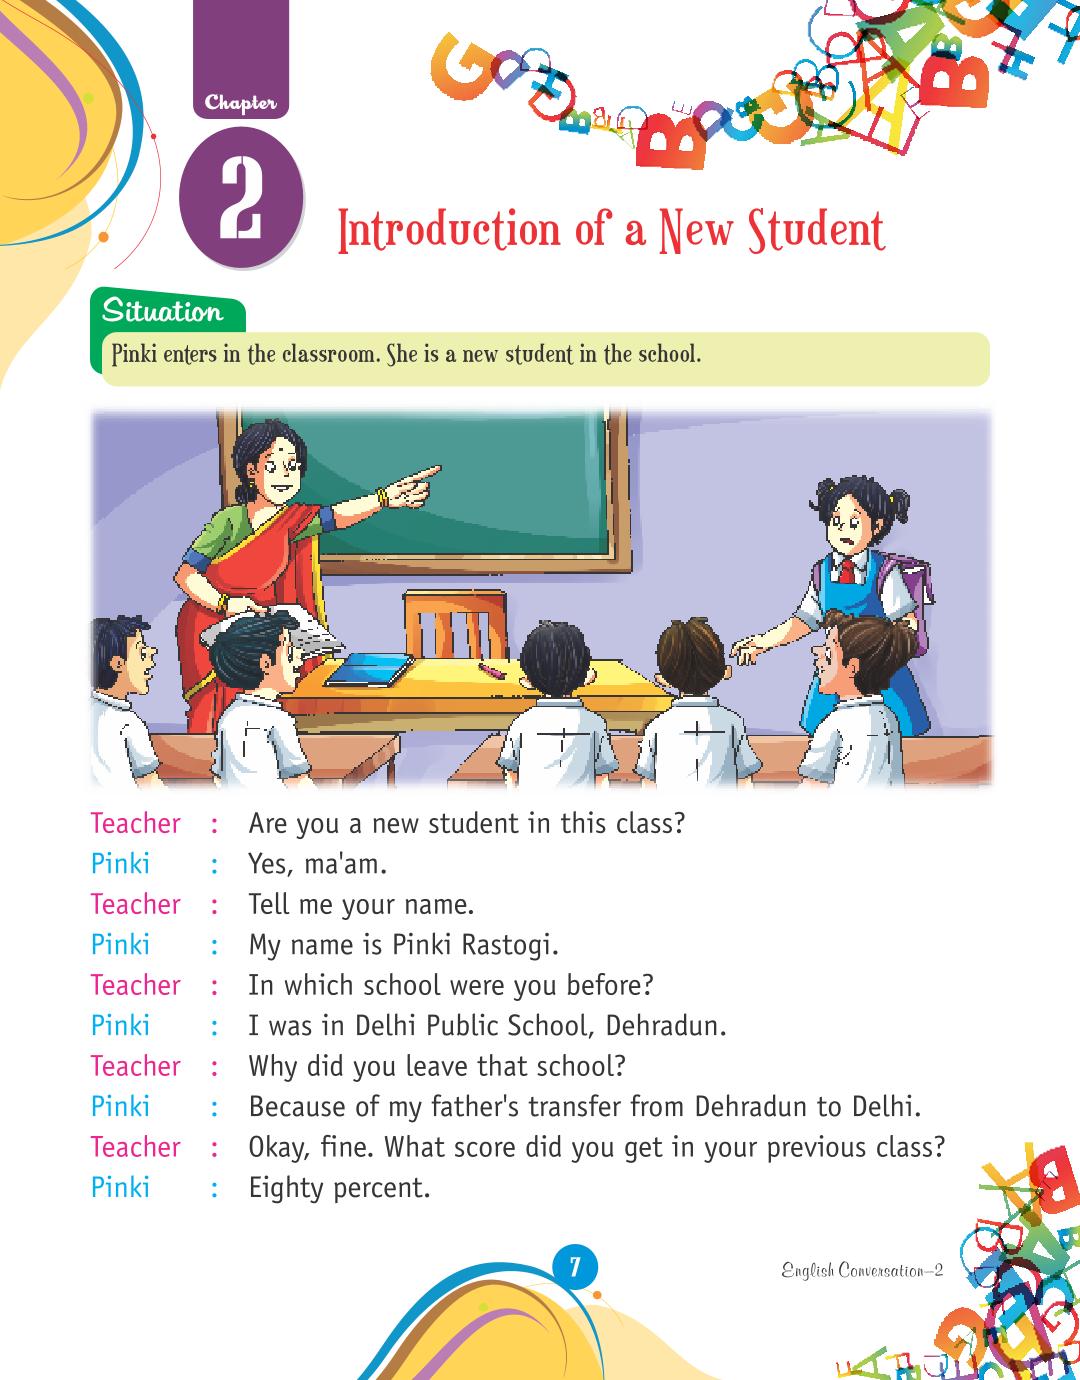 Chapter
2
Introduction of a New Student
Situation
Pinki enters in the classroom. She is a new student in the school.
Teacher : Are you a new student in this class?
Pinki : Yes, ma'am.
Teacher : Tell me your name.
Pinki : My name is Pinki Rastogi.
Teacher : In which school were you before?
Pinki : I was in Delhi Public School, Dehradun.
Teacher : Why did you leave that school?
Pinki : Because of my father's transfer from Dehradun to Delhi.
Teacher : Okay, fine. What score did you get in your previous class?
Pinki : Eighty percent.
7
English Conversation–2